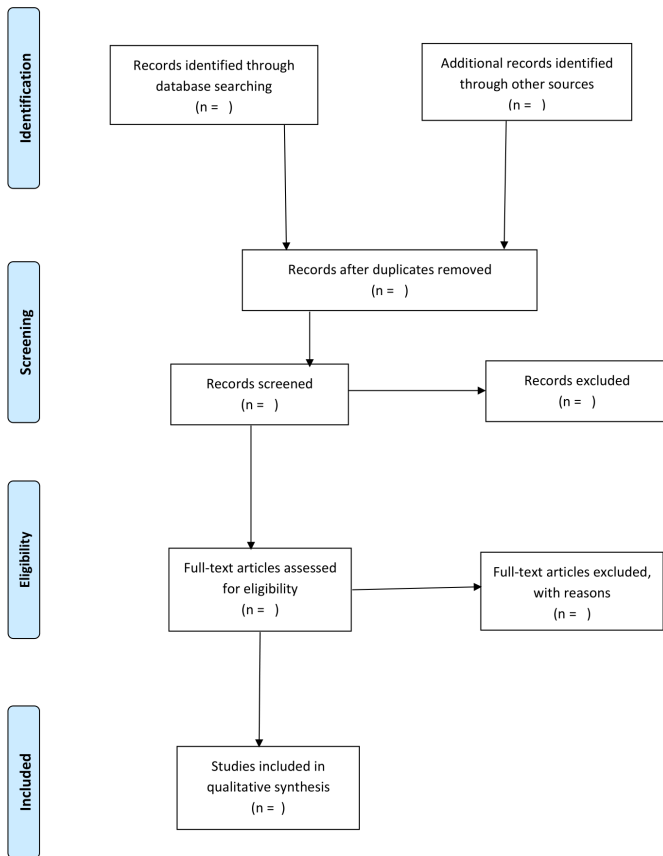 Identification
Records identified through
database searching
(n =   )
Additional records identified
through other sources
(n =   )
Screening
Records after duplicates removed
(n =   )
Records screened
(n =   )
Records excluded
(n =   )
Eligibility
Full-text articles assessed
for eligibility
(n =   )
Full-text articles excluded,
with reasons
(n =   )
Included
Studies included in
qualitative synthesis
(n =  )